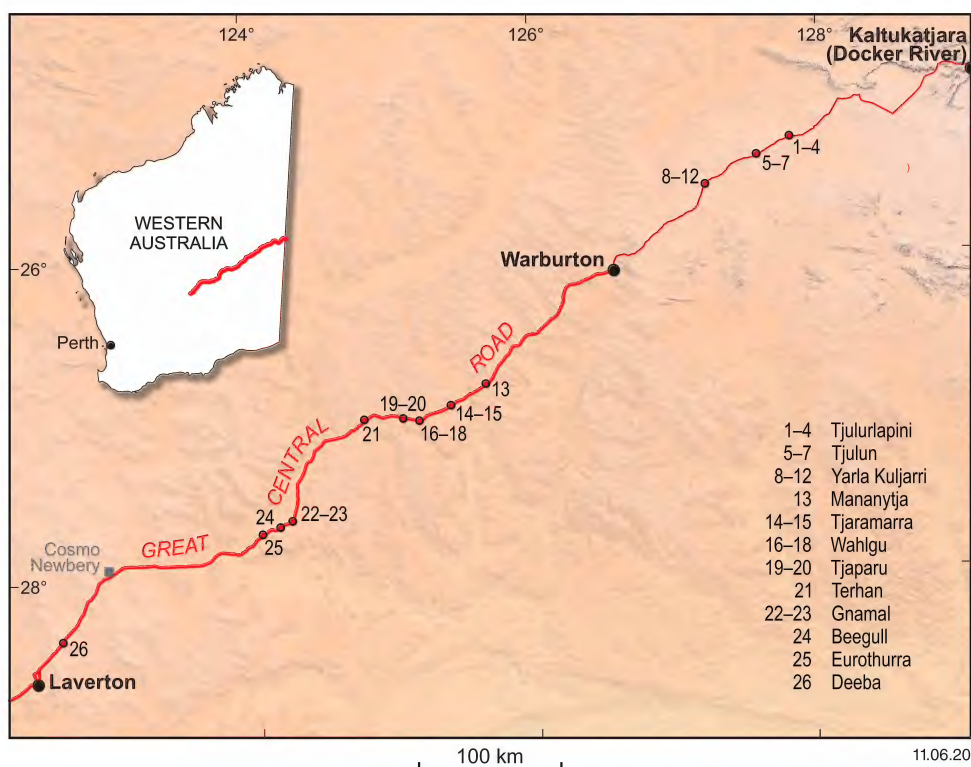 124°
126°
128°
Kaltukatjara
(Docker River)
1–4
5–7
8–12
WESTERN
AUSTRALIA
26°
Warburton
Perth
ROAD
13
19–20
14–15
21
16–18
CENTRAL
24
22–23
25
GREAT
Cosmo
Newbery
28°
26
Laverton
1–4 Tjulurlapini
5–7 Tjulun
8–12 Yarla Kuljarri
13 Mananytja
14–15 Tjaramarra
16–18 Wahlgu
19–20 Tjaparu
21 Terhan
22–23 Gnamal
24 Beegull
25 Eurothurra
26 Deeba
100 km
11.06.20